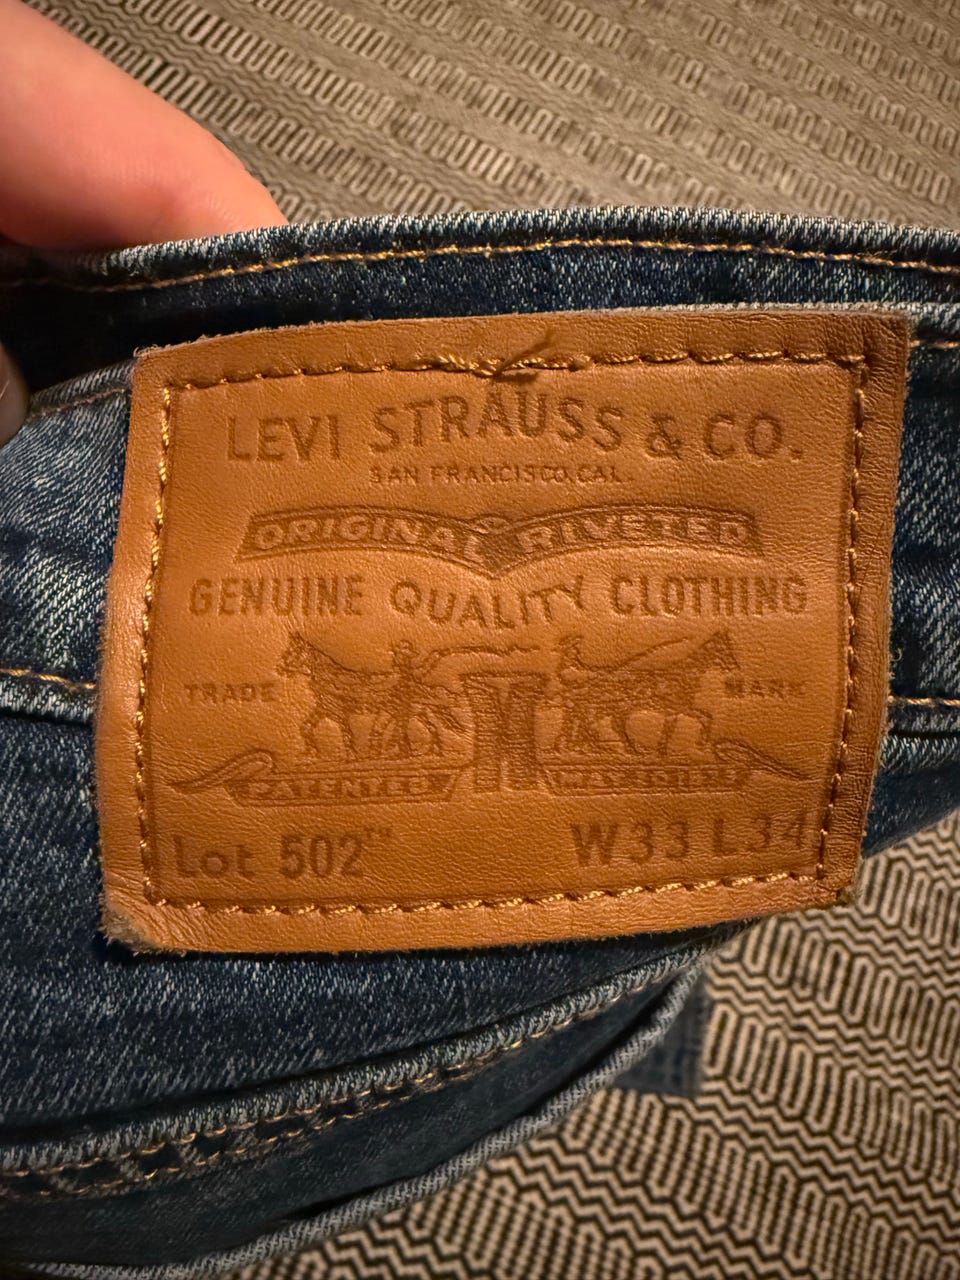 LEVI STRAUSS & CO.
SAN FRANCISCO, CAL.
ORIGINAL RIVETED
GENUINE QUALITY CLOTHING
TRADE MARK
PATENTED MAY 20 1873
Lot 502™ W33 L34